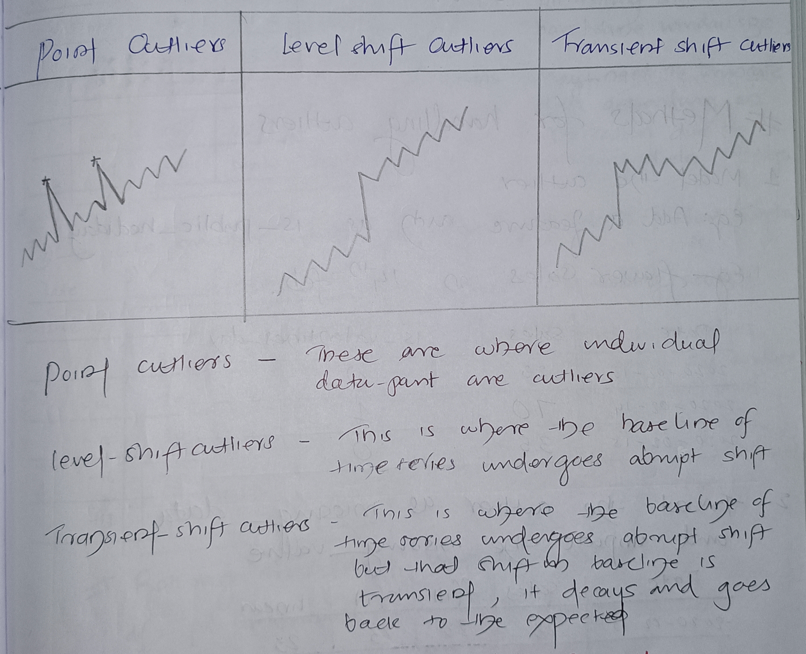 Point Outliers
Level shift Outliers
Transient shift outliers
Point outliers - These are where individual
data-point are outliers
level-shift outliers - This is where the baseline of
time series undergoes abrupt shift
Transient-shift outliers - This is where the baseline of
time series undergoes abrupt shift
but that shift in baseline is
transient, it decays and goes
back to the expected